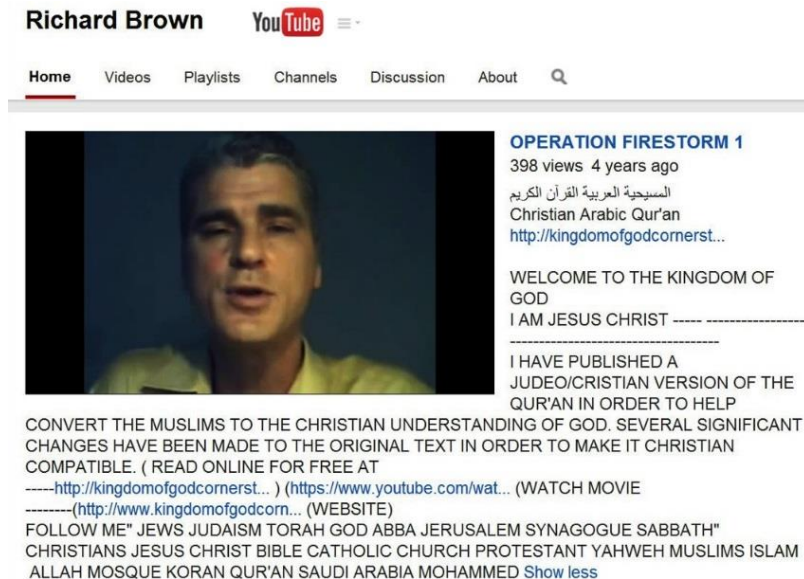 Richard Brown
YouTube
Home Videos Playlists Channels Discussion About
OPERATION FIRESTORM 1
398 views 4 years ago
المسيحية العربية القرآن الكريم
Christian Arabic Qur'an
http://kingdomofgodcornerst...
WELCOME TO THE KINGDOM OF
GOD
I AM JESUS CHRIST ----- -----------------
------------------------------------
I HAVE PUBLISHED A
JUDEO/CRISTIAN VERSION OF THE
QUR'AN IN ORDER TO HELP
CONVERT THE MUSLIMS TO THE CHRISTIAN UNDERSTANDING OF GOD. SEVERAL SIGNIFICANT
CHANGES HAVE BEEN MADE TO THE ORIGINAL TEXT IN ORDER TO MAKE IT CHRISTIAN
COMPATIBLE. ( READ ONLINE FOR FREE AT
-----http://kingdomofgodcornerst... ) (https://www.youtube.com/wat... (WATCH MOVIE
--------(http://www.kingdomofgodcorn... (WEBSITE)
FOLLOW ME" JEWS JUDAISM TORAH GOD ABBA JERUSALEM SYNAGOGUE SABBATH"
CHRISTIANS JESUS CHRIST BIBLE CATHOLIC CHURCH PROTESTANT YAHWEH MUSLIMS ISLAM
ALLAH MOSQUE KORAN QUR'AN SAUDI ARABIA MOHAMMED Show less